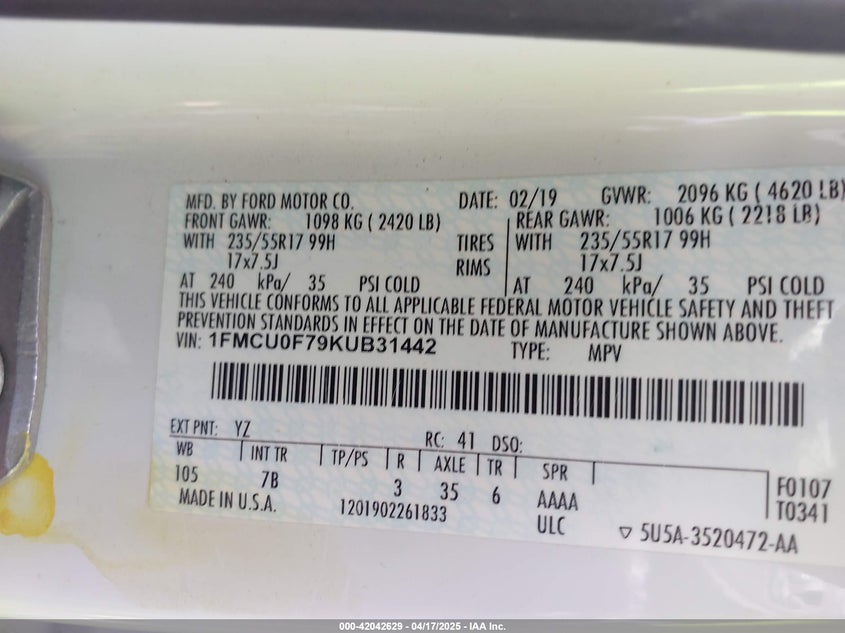 MFD. BY FORD MOTOR CO. DATE: 02/19 GVWR: 2096 KG ( 4620 LB)
FRONT GAWR: 1098 KG ( 2420 LB) REAR GAWR: 1006 KG ( 2218 LB)
WITH 235/55R17 99H TIRES WITH 235/55R17 99H
17x7.5J RIMS 17x7.5J
AT 240 kPa/ 35 PSI COLD AT 240 kPa/ 35 PSI COLD
THIS VEHICLE CONFORMS TO ALL APPLICABLE FEDERAL MOTOR VEHICLE SAFETY AND THEFT
PREVENTION STANDARDS IN EFFECT ON THE DATE OF MANUFACTURE SHOWN ABOVE.
VIN: 1FMCU0F79KUB31442 TYPE: MPV
EXT PNT: YZ RC: 41 DSO:
WB INT TR TP/PS R AXLE TR SPR
105 7B 3 35 6 AAAA F0107
MADE IN U.S.A. 1201902261833 ULC T0341
▽ 5U5A-3520472-AA
000-42042629 - 04/17/2025 - IAA Inc.